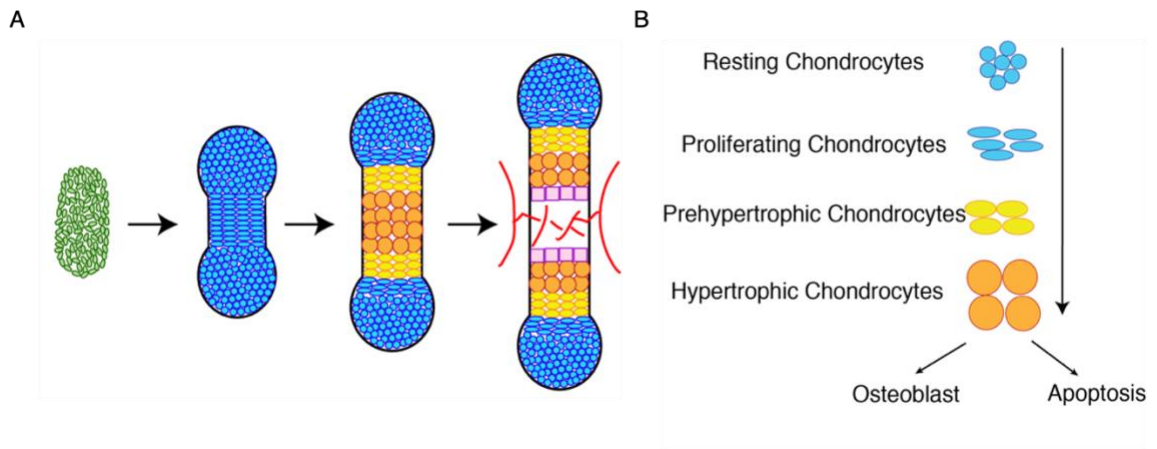 A
B
Resting Chondrocytes
Proliferating Chondrocytes
Prehypertrophic Chondrocytes
Hypertrophic Chondrocytes
Osteoblast
Apoptosis